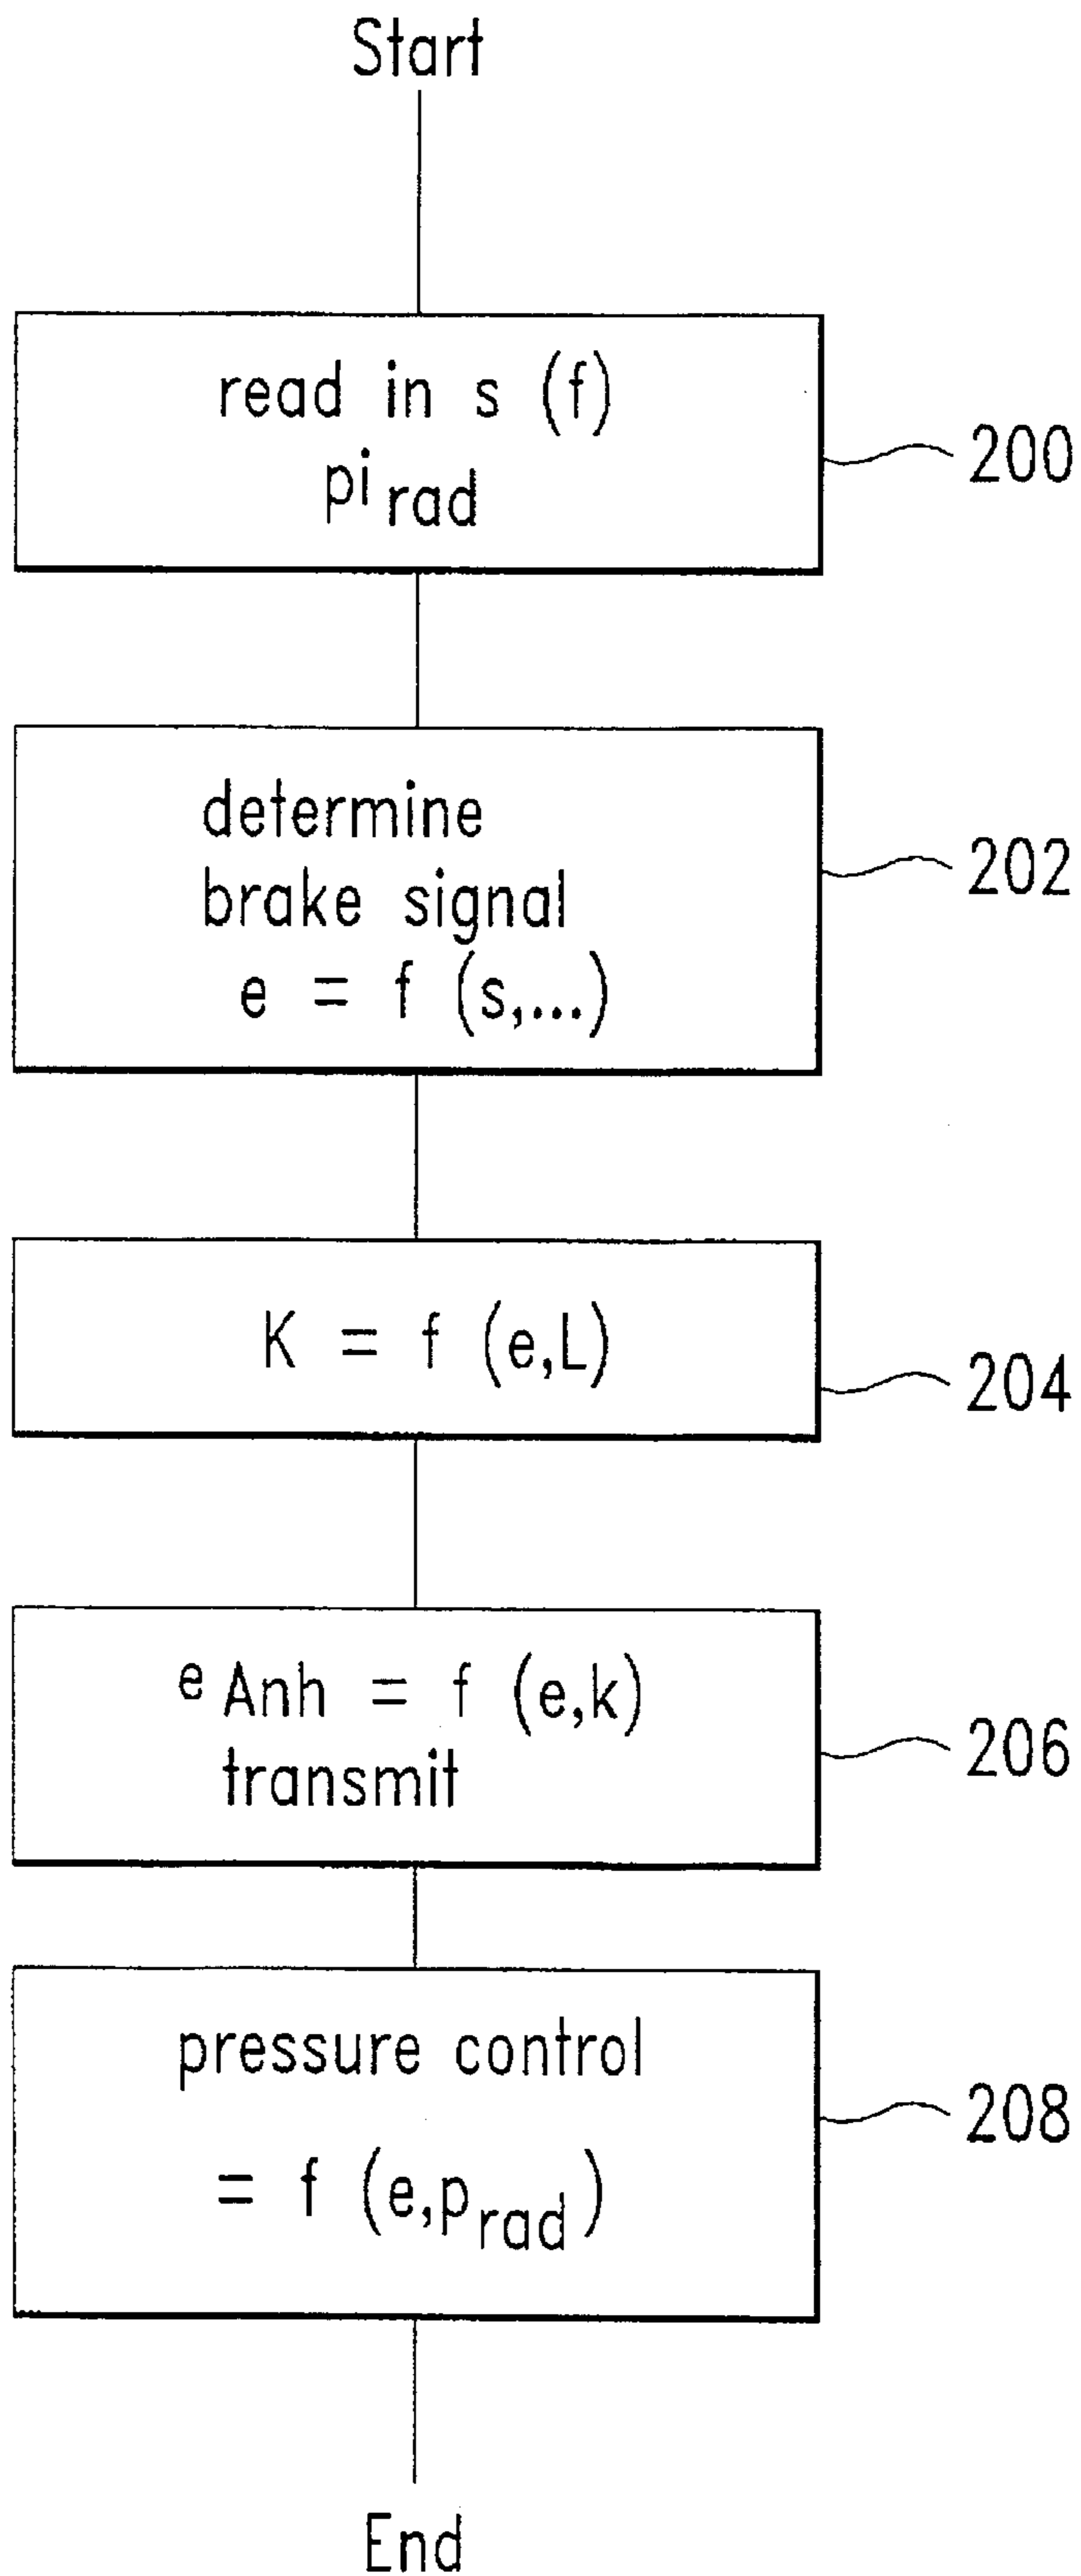 Start
read in s (f)
pi rad
200
determine
brake signal
e = f (s,...)
202
K = f (e,L)
204
e Anh = f (e,k)
transmit
206
pressure control
= f (e,p rad)
208
End